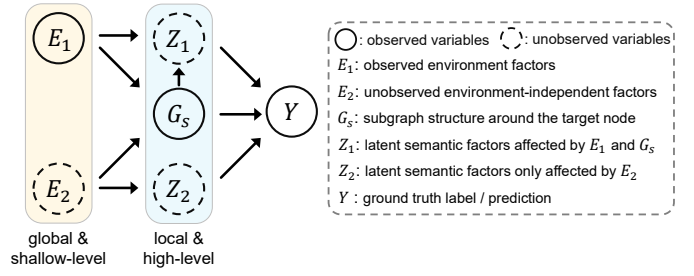 E₁
Z₁
Gₛ
Y
E₂
Z₂
global &
shallow-level
local &
high-level
: observed variables : unobserved variables
E₁: observed environment factors
E₂: unobserved environment-independent factors
Gₛ: subgraph structure around the target node
Z₁: latent semantic factors affected by E₁ and Gₛ
Z₂: latent semantic factors only affected by E₂
Y : ground truth label / prediction